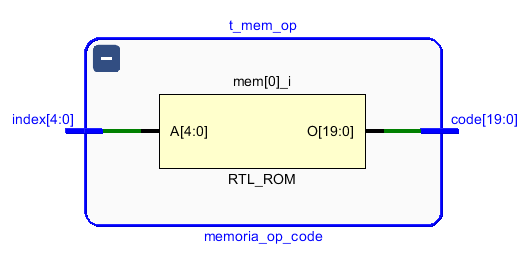 t_mem_op
mem[0]_i
index[4:0]
A[4:0]
O[19:0]
code[19:0]
RTL_ROM
memoria_op_code